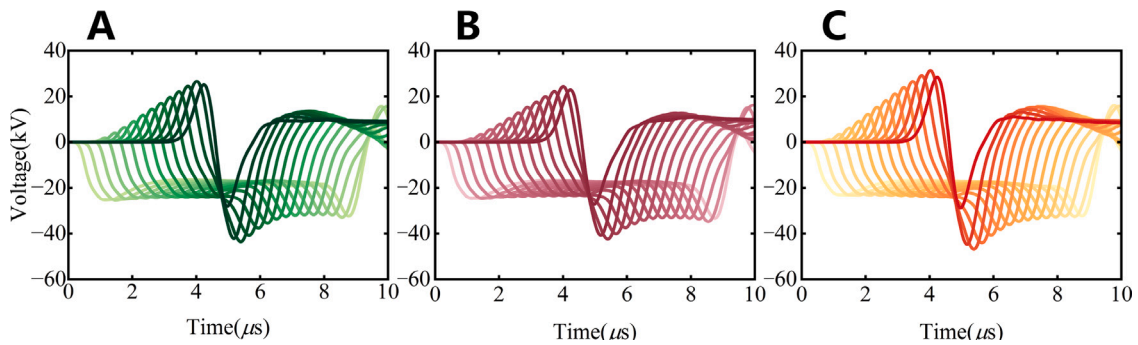 A B C
40 40 40
20 20 20
0 0 0
−20 −20 −20
−40 −40 −40
−60 −60 −60
Voltage(kV)
0 2 4 6 8 10 0 2 4 6 8 10 0 2 4 6 8 10
Time(μs) Time(μs) Time(μs)